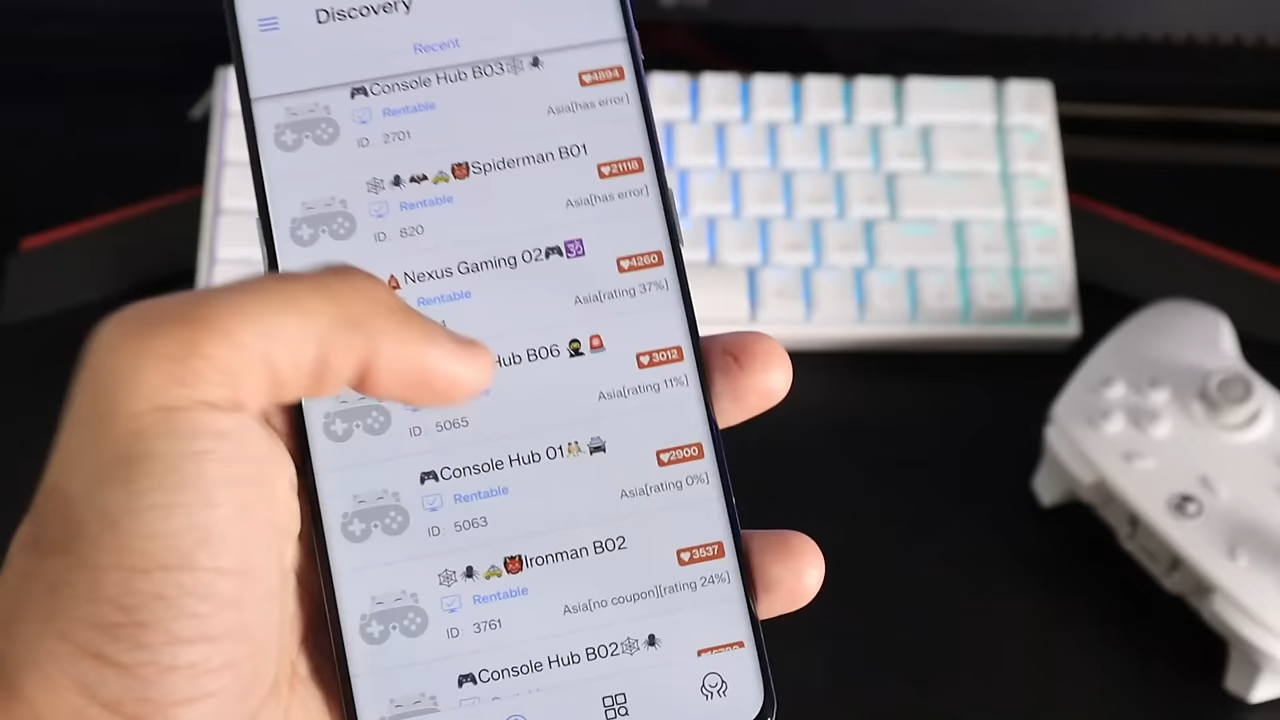 Discovery
Recent
🎮Console Hub B03🕸️🕷️
4894
Rentable
Asia[has error]
ID: 2701
🕸️🕷️🦇🚕👹Spiderman B01
21118
Rentable
Asia[has error]
ID: 820
Nexus Gaming 02🎮🕉️
4260
Rentable
Asia[rating 37%]
Hub B06
3012
Asia[rating 11%]
ID: 5065
🎮Console Hub 01
2900
Rentable
Asia[rating 0%]
ID: 5063
🕸️🕷️🚕👹Ironman B02
3537
Rentable
Asia[no coupon][rating 24%]
ID: 3761
🎮Console Hub B02🕸️🕷️